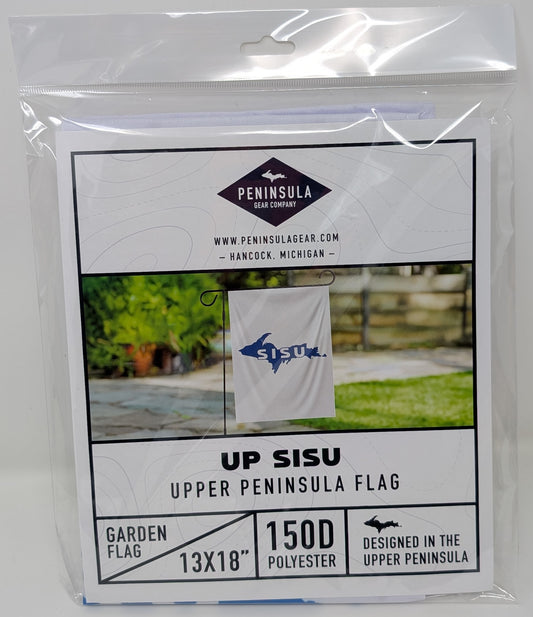 PENINSULA
GEAR COMPANY
WWW.PENINSULAGEAR.COM
– HANCOCK, MICHIGAN –
SISU
UP SISU
UPPER PENINSULA FLAG
GARDEN
FLAG
13X18"
150D
POLYESTER
DESIGNED IN THE
UPPER PENINSULA